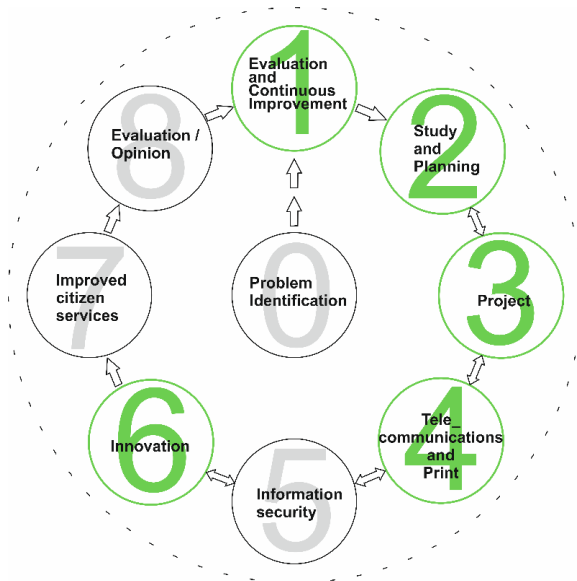 1
Evaluation
and
Continuous
Improvement
2
Study
and
Planning
3
Project
4
Tele_
communications
and
Print
5
Information
security
6
Innovation
7
Improved
citizen
services
8
Evaluation /
Opinion
0
Problem
Identification